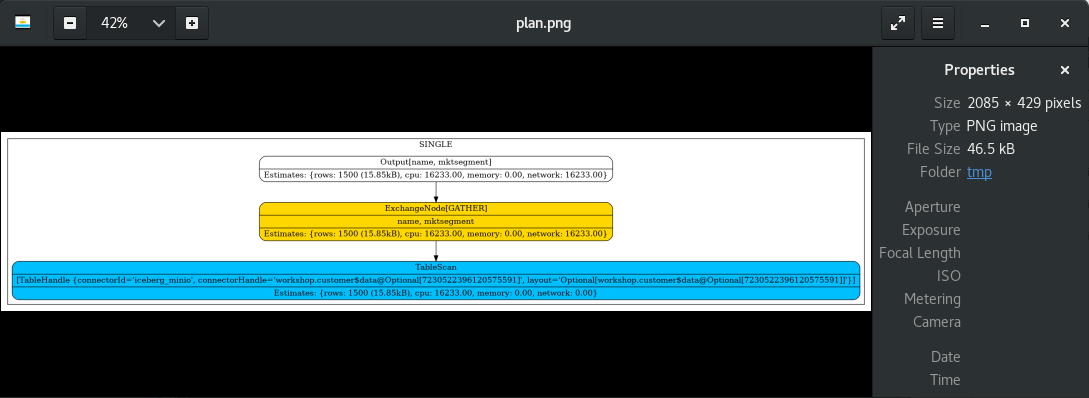 42%
plan.png
Properties
Size 2085 × 429 pixels
Type PNG image
File Size 46.5 kB
Folder tmp
Aperture
Exposure
Focal Length
ISO
Metering
Camera
Date
Time
SINGLE
Output[name, mktsegment]
Estimates: {rows: 1500 (15.85kB), cpu: 16233.00, memory: 0.00, network: 16233.00}
ExchangeNode[GATHER]
name, mktsegment
Estimates: {rows: 1500 (15.85kB), cpu: 16233.00, memory: 0.00, network: 16233.00}
TableScan
[TableHandle {connectorId='iceberg_minio', connectorHandle='workshop.customer$data@Optional[7230522396120575591]', layout='Optional[workshop.customer$data@Optional[7230522396120575591]]'}]
Estimates: {rows: 1500 (15.85kB), cpu: 16233.00, memory: 0.00, network: 0.00}